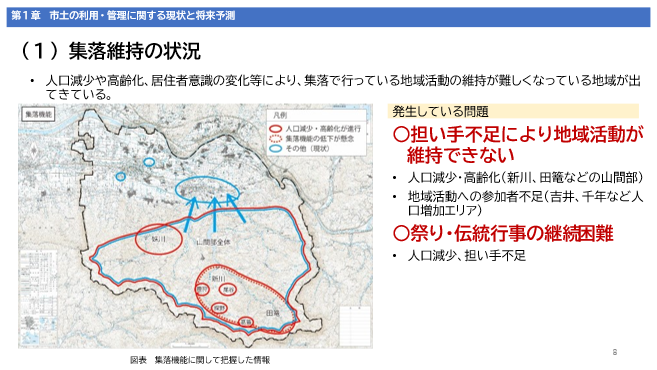 第1章　市土の利用・管理に関する現状と将来予測
（１）集落維持の状況
• 人口減少や高齢化、居住者意識の変化等により、集落で行っている地域活動の維持が難しくなっている地域が出
てきている。
集落機能
凡例
人口減少・高齢化が進行
集落機能の低下が懸念
その他（現状）
新川
山間部全体
新川
田篭
発生している問題
〇担い手不足により地域活動が
維持できない
• 人口減少・高齢化（新川、田篭などの山間部）
• 地域活動への参加者不足（吉井、千年など人
口増加エリア）
〇祭り・伝統行事の継続困難
• 人口減少、担い手不足
図表　集落機能に関して把握した情報
8